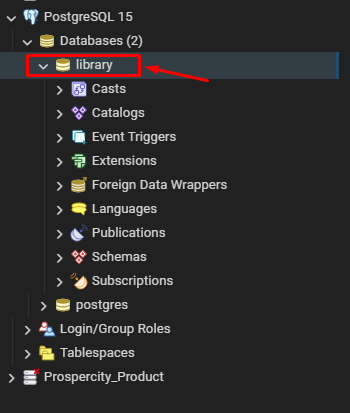 PostgreSQL 15
Databases (2)
library
Casts
Catalogs
Event Triggers
Extensions
Foreign Data Wrappers
Languages
Publications
Schemas
Subscriptions
postgres
Login/Group Roles
Tablespaces
Prospercity_Product